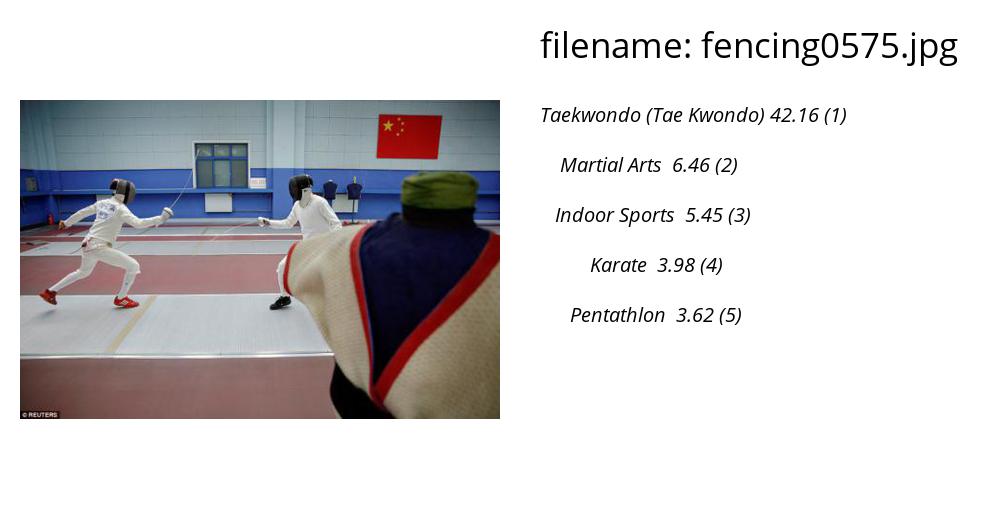 filename: fencing0575.jpg
Taekwondo (Tae Kwondo) 42.16 (1)
Martial Arts 6.46 (2)
Indoor Sports 5.45 (3)
Karate 3.98 (4)
Pentathlon 3.62 (5)
© REUTERS